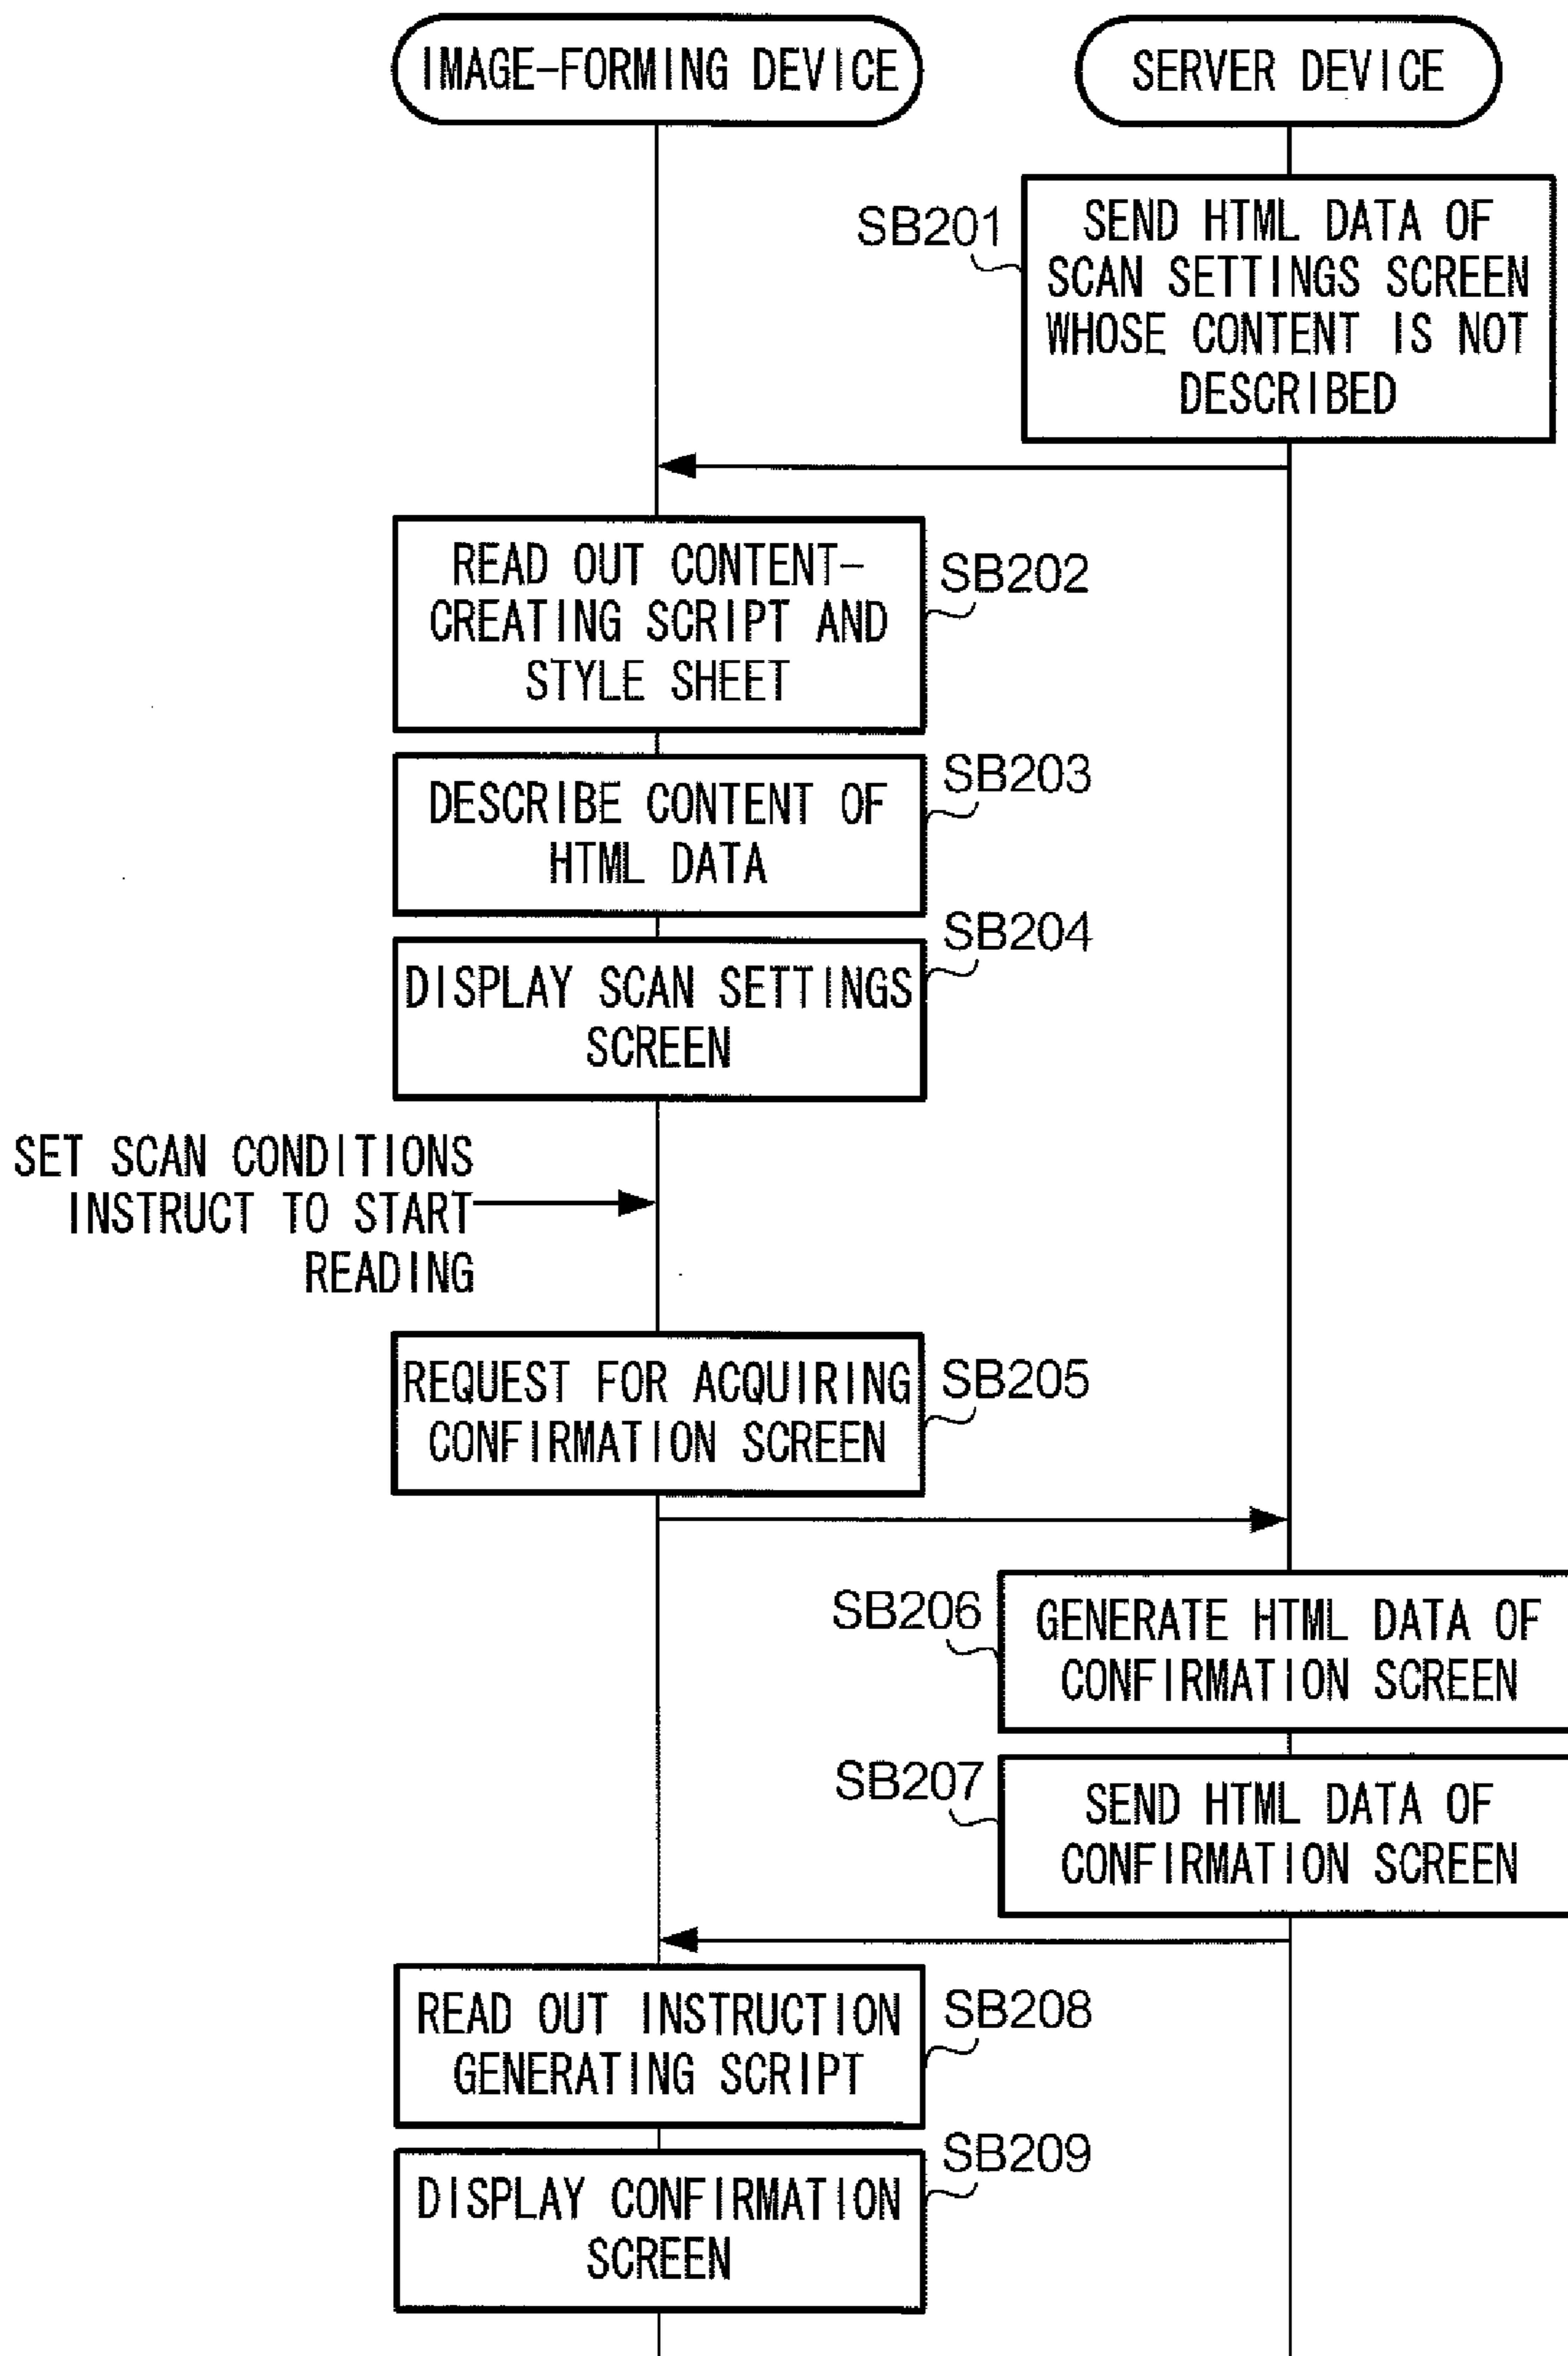 IMAGE-FORMING DEVICE
SERVER DEVICE
SB201
SEND HTML DATA OF
SCAN SETTINGS SCREEN
WHOSE CONTENT IS NOT
DESCRIBED
READ OUT CONTENT-
CREATING SCRIPT AND
STYLE SHEET
SB202
DESCRIBE CONTENT OF
HTML DATA
SB203
DISPLAY SCAN SETTINGS
SCREEN
SB204
SET SCAN CONDITIONS
INSTRUCT TO START
READING
REQUEST FOR ACQUIRING
CONFIRMATION SCREEN
SB205
SB206
GENERATE HTML DATA OF
CONFIRMATION SCREEN
SB207
SEND HTML DATA OF
CONFIRMATION SCREEN
READ OUT INSTRUCTION
GENERATING SCRIPT
SB208
DISPLAY CONFIRMATION
SCREEN
SB209